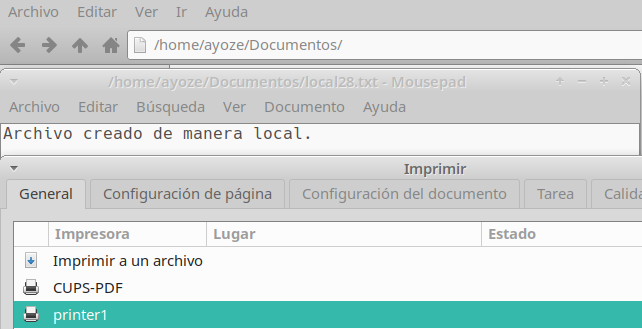 Archivo Editar Ver Ir Ayuda
/home/ayoze/Documentos/
/home/ayoze/Documentos/local28.txt - Mousepad
Archivo Editar Búsqueda Ver Documento Ayuda
Archivo creado de manera local.
Imprimir
General Configuración de página Configuración del documento Tarea Calida
Impresora Lugar Estado
Imprimir a un archivo
CUPS-PDF
printer1